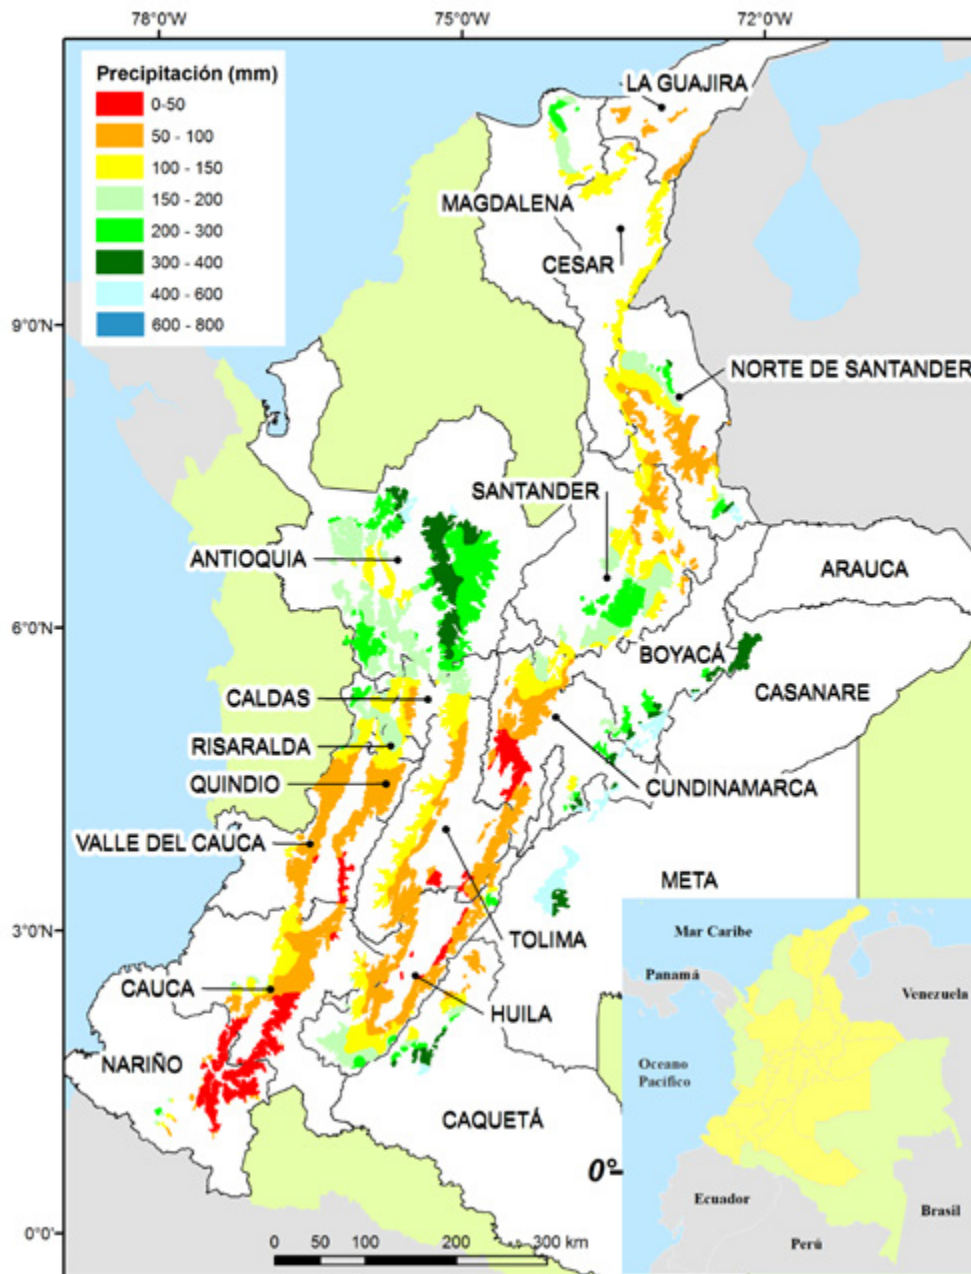 78°0'W
75°0'W
72°0'W
Precipitación (mm)
0-50
50 - 100
100 - 150
150 - 200
200 - 300
300 - 400
400 - 600
600 - 800
LA GUAJIRA
MAGDALENA
CESAR
9°0'N
NORTE DE SANTANDER
SANTANDER
ANTIOQUIA
ARAUCA
6°0'N
BOYACÁ
CASANARE
CALDAS
RISARALDA
QUINDIO
CUNDINAMARCA
VALLE DEL CAUCA
META
3°0'N
TOLIMA
CAUCA
HUILA
NARIÑO
CAQUETÁ
0°
Mar Caribe
Panamá
Venezuela
Oceano
Pacífico
Ecuador
Brasil
Perú
0°0'
0 50 100 200 300 km